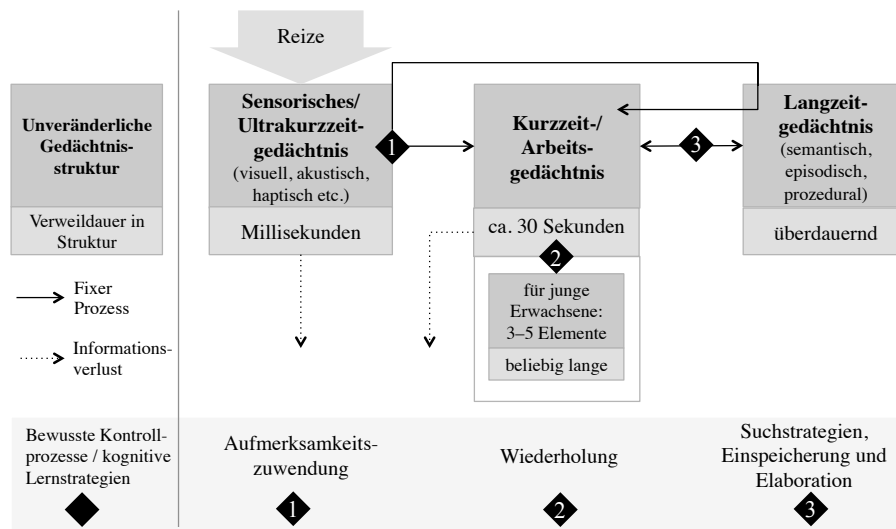 Reize
Unveränderliche
Gedächtnis-
struktur
Verweildauer in
Struktur
Fixer
Prozess
Informations-
verlust
Sensorisches/
Ultrakurzzeit-
gedächtnis
(visuell, akustisch,
haptisch etc.)
Millisekunden
1
Kurzzeit-/
Arbeits-
gedächtnis
ca. 30 Sekunden
2
für junge
Erwachsene:
3–5 Elemente
beliebig lange
3
Langzeit-
gedächtnis
(semantisch,
episodisch,
prozedural)
überdauernd
Bewusste Kontroll-
prozesse / kognitive
Lernstrategien
Aufmerksamkeits-
zuwendung
1
Wiederholung
2
Suchstrategien,
Einspeicherung und
Elaboration
3